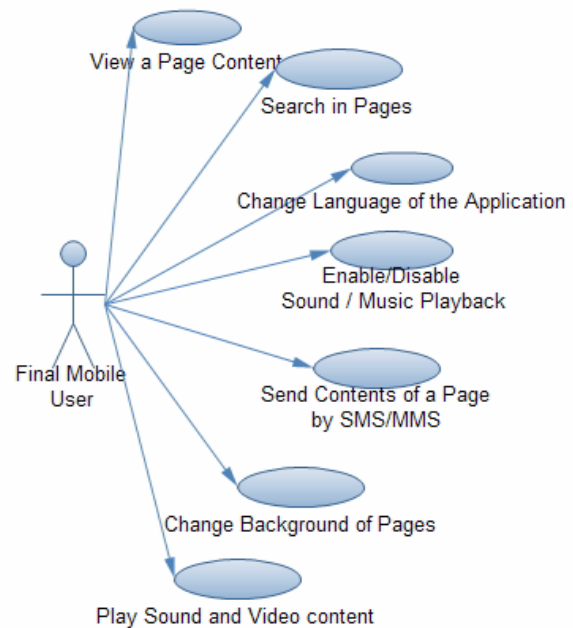 View a Page Content
Search in Pages
Change Language of the Application
Enable/Disable
Sound / Music Playback
Final Mobile
User
Send Contents of a Page
by SMS/MMS
Change Background of Pages
Play Sound and Video content